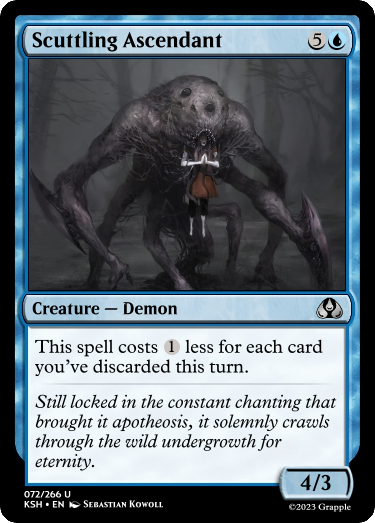 Scuttling Ascendant 5
Creature — Demon
This spell costs 1 less for each card
you've discarded this turn.
Still locked in the constant chanting that
brought it apotheosis, it solemnly crawls
through the wild undergrowth for
eternity.
4/3
072/266 U
KSH • EN Sebastian Kowoll
©2023 Grapple